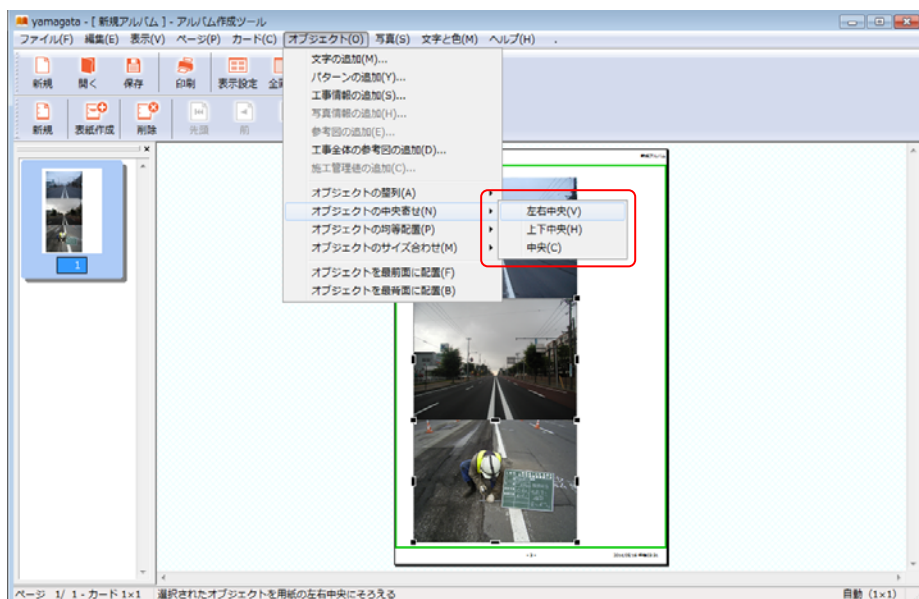 yamagata - [ 新規アルバム ] - アルバム作成ツール
ファイル(F) 編集(E) 表示(V) ページ(P) カード(C) オブジェクト(O) 写真(S) 文字と色(M) ヘルプ(H) .
新規 開く 保存 印刷 表示設定
新規 表紙作成 削除 先頭 前
文字の追加(M)...
パターンの追加(Y)...
工事情報の追加(S)...
写真情報の追加(H)...
参考図の追加(E)...
工事全体の参考図の追加(D)...
施工管理値の追加(C)...
オブジェクトの整列(A)
オブジェクトの中央寄せ(N)
オブジェクトの均等配置(P)
オブジェクトのサイズ合わせ(M)
オブジェクトを最前面に配置(F)
オブジェクトを最背面に配置(B)
左右中央(V)
上下中央(H)
中央(C)
1
ページ 1/ 1 - カード 1×1 選択されたオブジェクトを用紙の左右中央にそろえる 自動 (1×1)